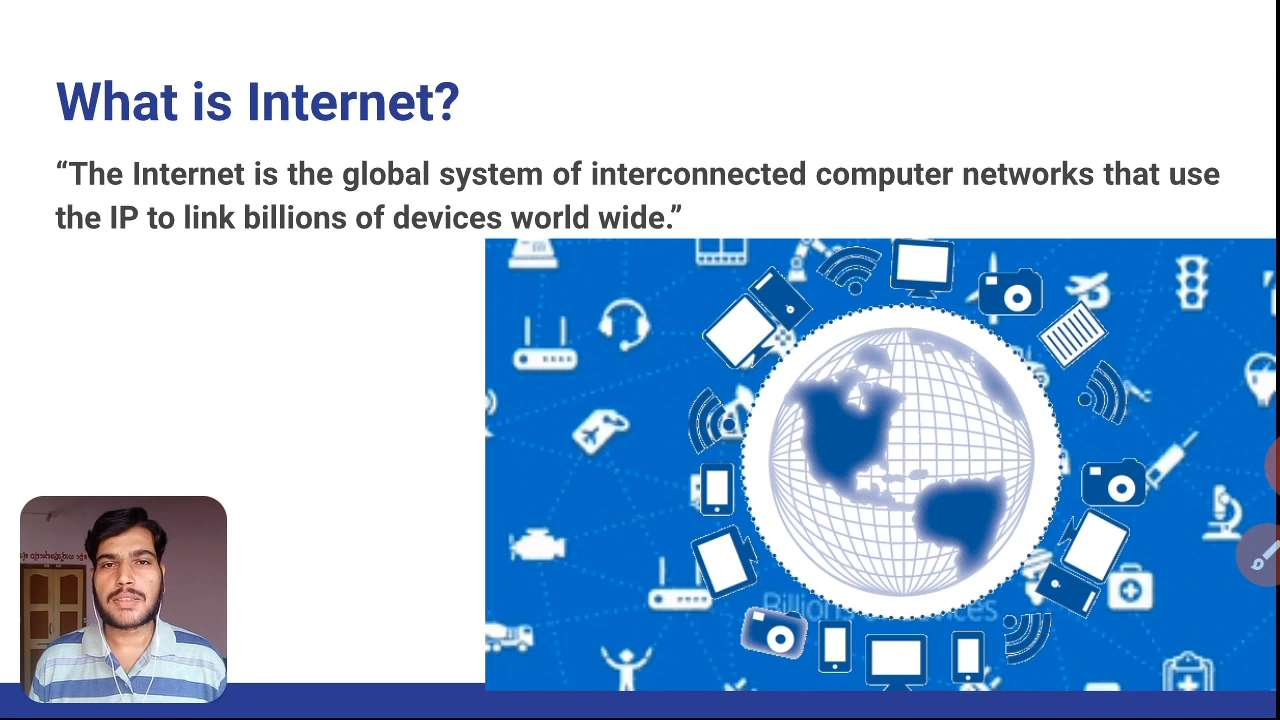 What is Internet?
“The Internet is the global system of interconnected computer networks that use
the IP to link billions of devices world wide.”